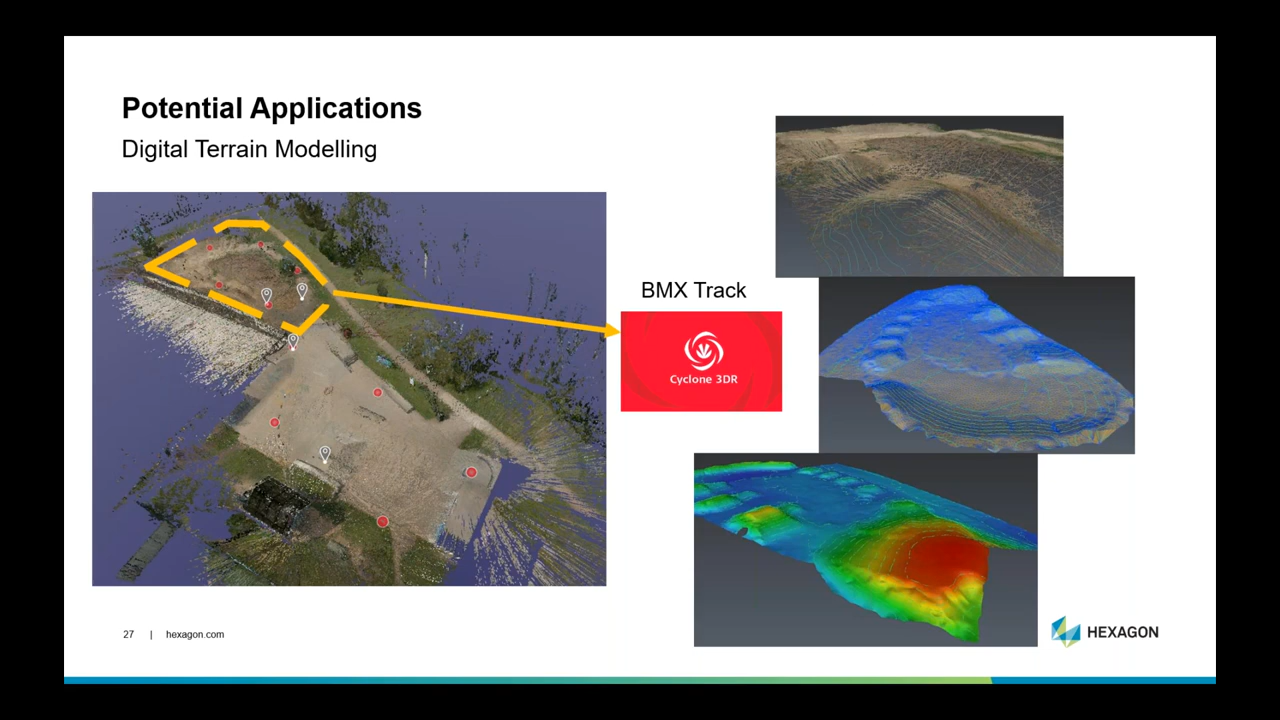 Potential Applications
Digital Terrain Modelling
BMX Track
Cyclone 3DR
27 | hexagon.com
HEXAGON